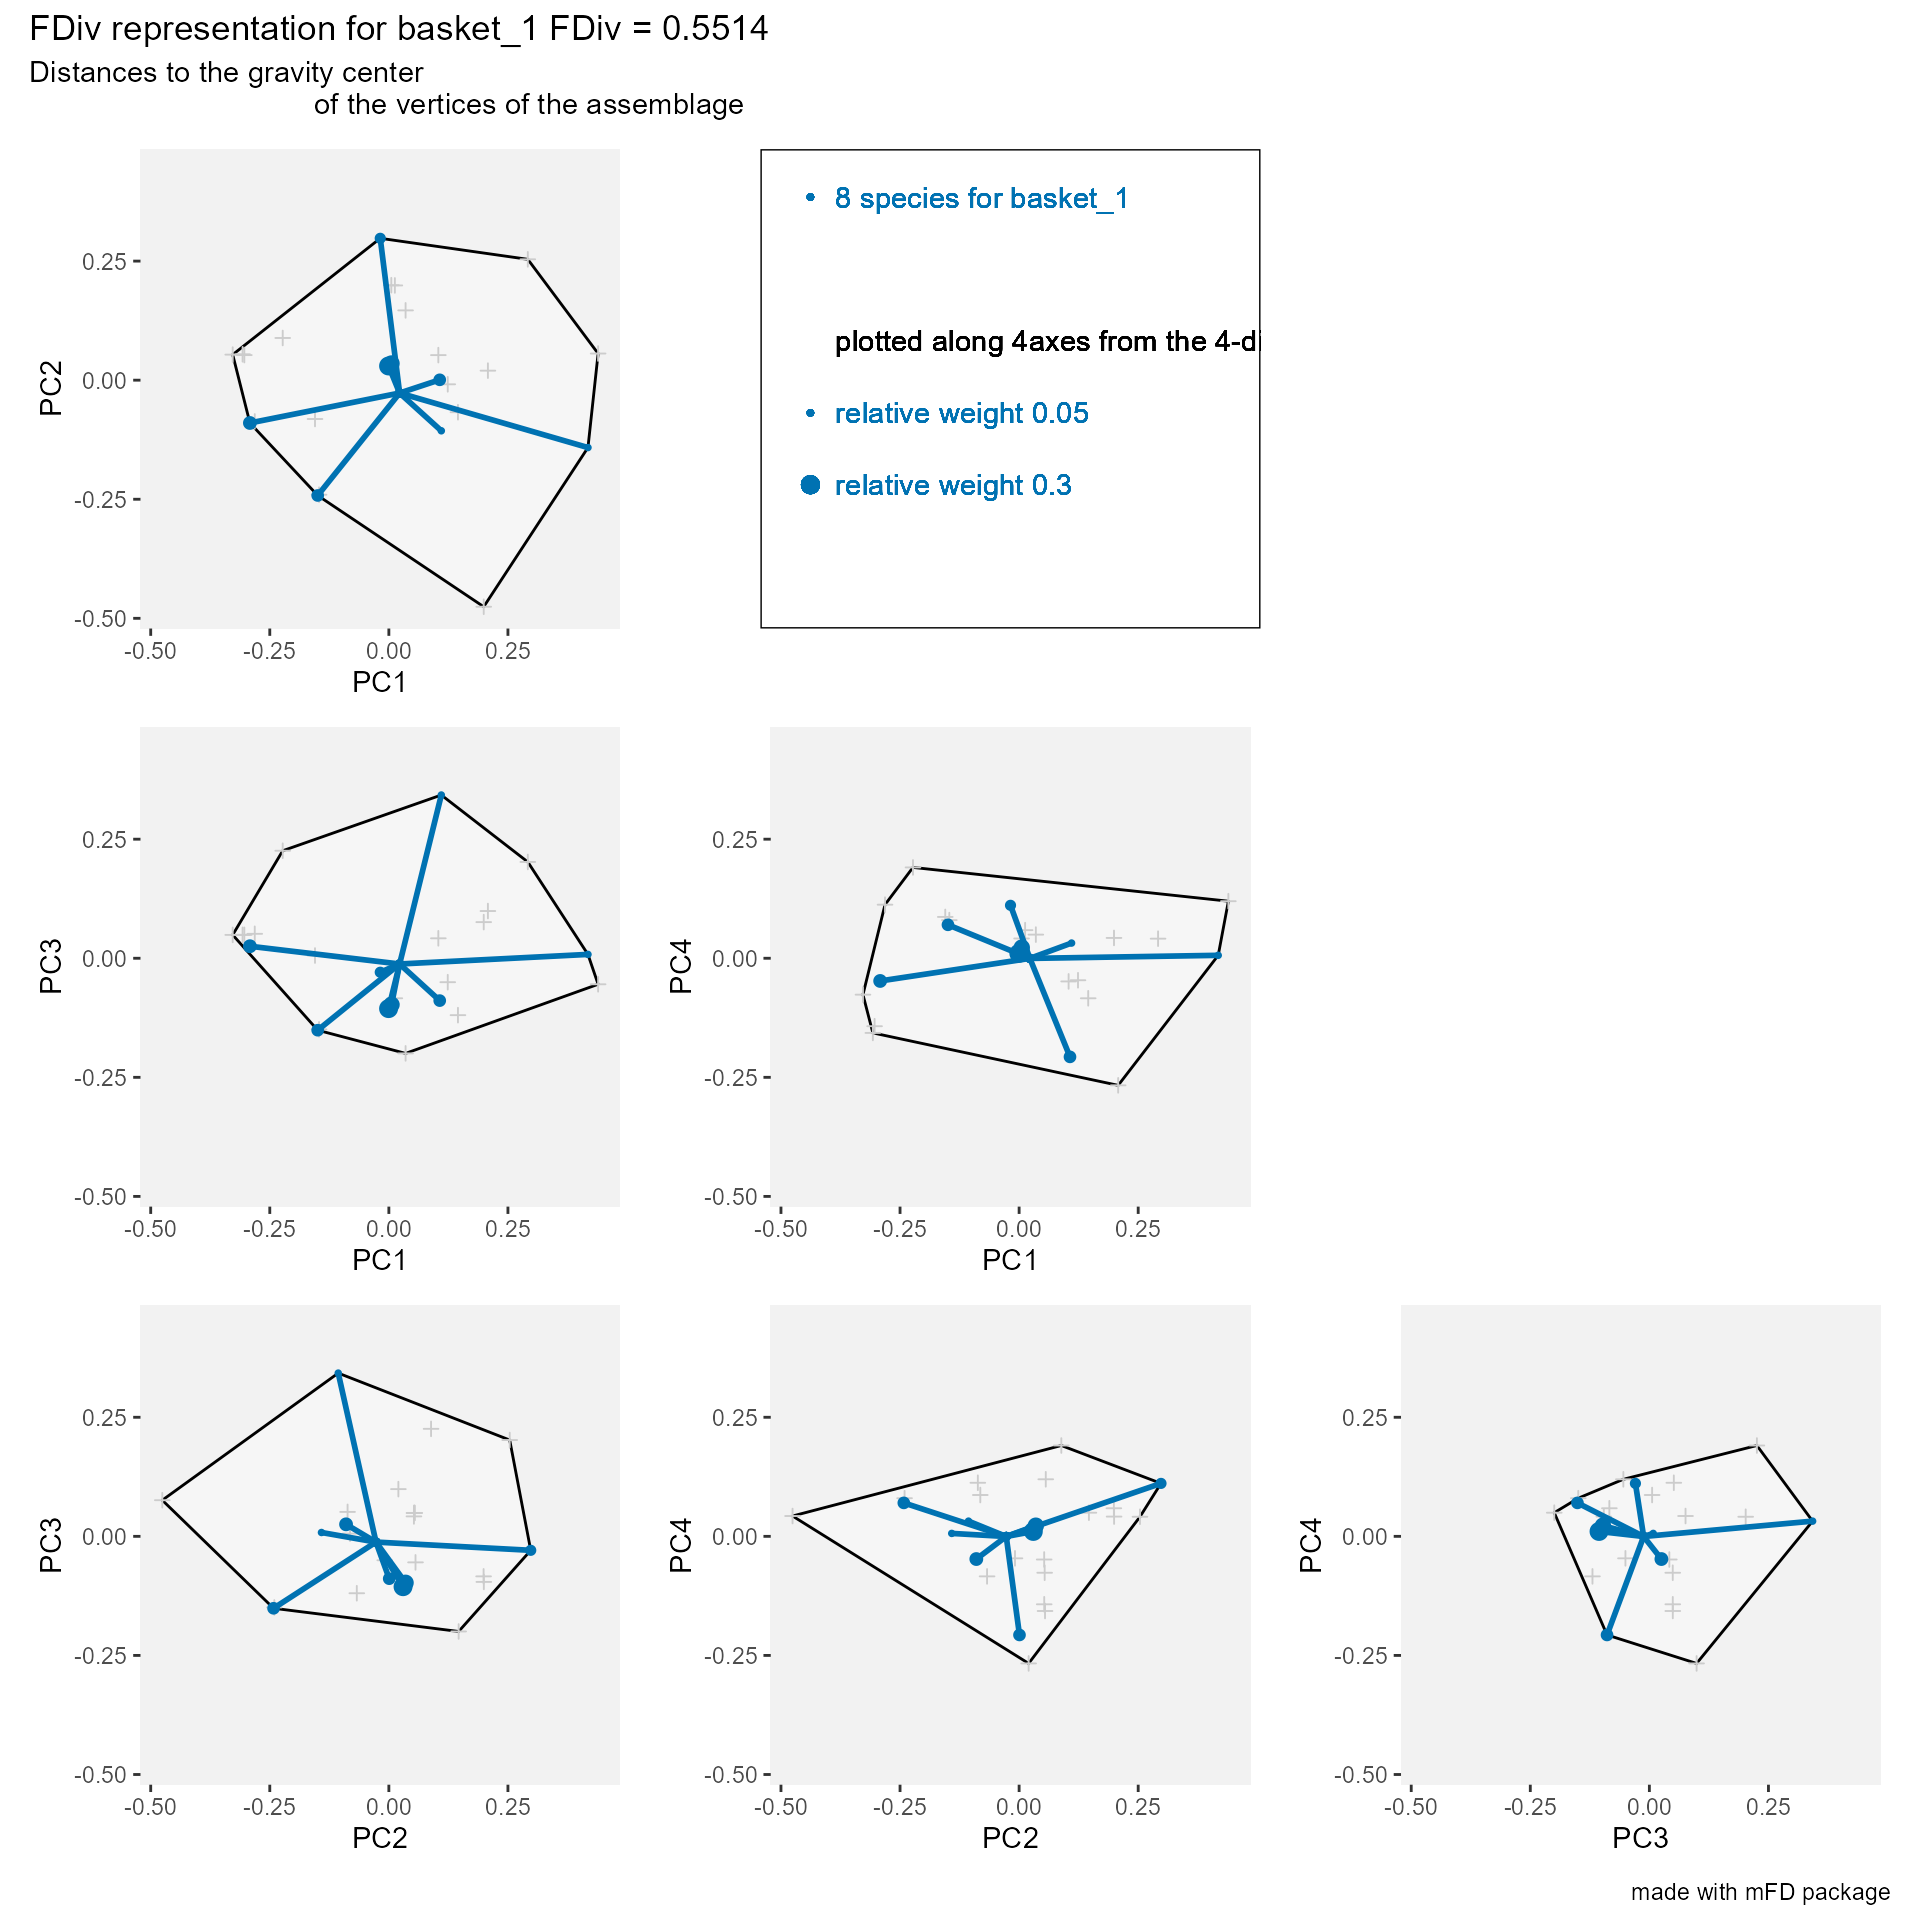 FDiv representation for basket_1 FDiv = 0.5514
Distances to the gravity center
of the vertices of the assemblage
8 species for basket_1
plotted along 4axes from the 4-di
relative weight 0.05
relative weight 0.3
PC2
0.25
0.00
-0.25
-0.50
-0.50 -0.25 0.00 0.25
PC1
PC3
0.25
0.00
-0.25
-0.50
-0.50 -0.25 0.00 0.25
PC1
PC4
0.25
0.00
-0.25
-0.50
-0.50 -0.25 0.00 0.25
PC1
PC3
0.25
0.00
-0.25
-0.50
-0.50 -0.25 0.00 0.25
PC2
PC4
0.25
0.00
-0.25
-0.50
-0.50 -0.25 0.00 0.25
PC2
PC4
0.25
0.00
-0.25
-0.50
-0.50 -0.25 0.00 0.25
PC3
made with mFD package